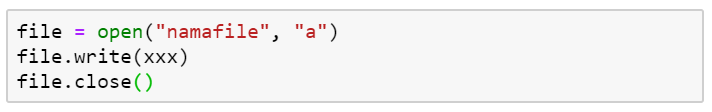 file = open("namafile", "a")
file.write(xxx)
file.close()